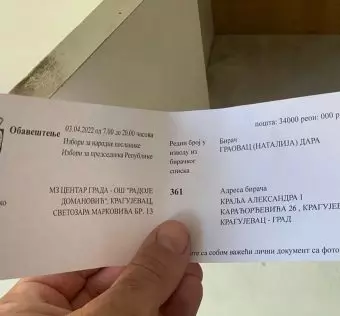 пошта: 34000 реон: 000 р
Обавештење
03.04.2022 од 7.00 до 20.00 часова
Избори за народне посланике
Избори за председника Републике
МЗ ЦЕНТАР ГРАДА - ОШ "РАДОЈЕ
ДОМАНОВИЋ", КРАГУЈЕВАЦ,
СВЕТОЗАРА МАРКОВИЋА БР. 13
Редни број у
изводу из
бирачког
списка
361
Бирач
ГРАОВАЦ (НАТАЛИЈА) ДАРА
Адреса бирача
КРАЉА АЛЕКСАНДРА I
КАРАЂОРЂЕВИЋА 26 , КРАГУЈЕ
КРАГУЈЕВАЦ - ГРАД
те са собом важећи лични документ са фото